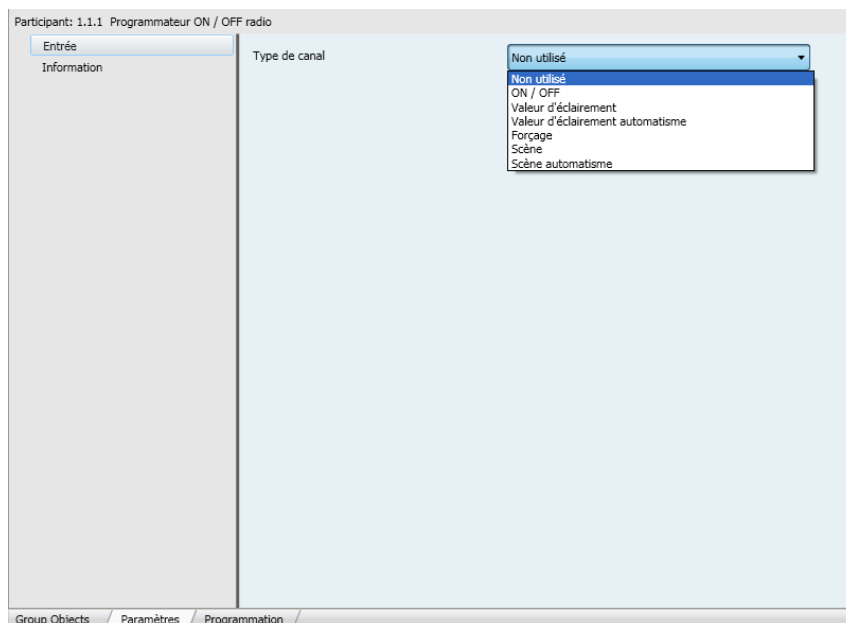 Participant: 1.1.1 Programmateur ON / OFF radio
Entrée
Information
Type de canal
Non utilisé
Non utilisé
ON / OFF
Valeur d'éclairement
Valeur d'éclairement automatisme
Forçage
Scène
Scène automatisme
Group Objects / Paramètres / Programmation /